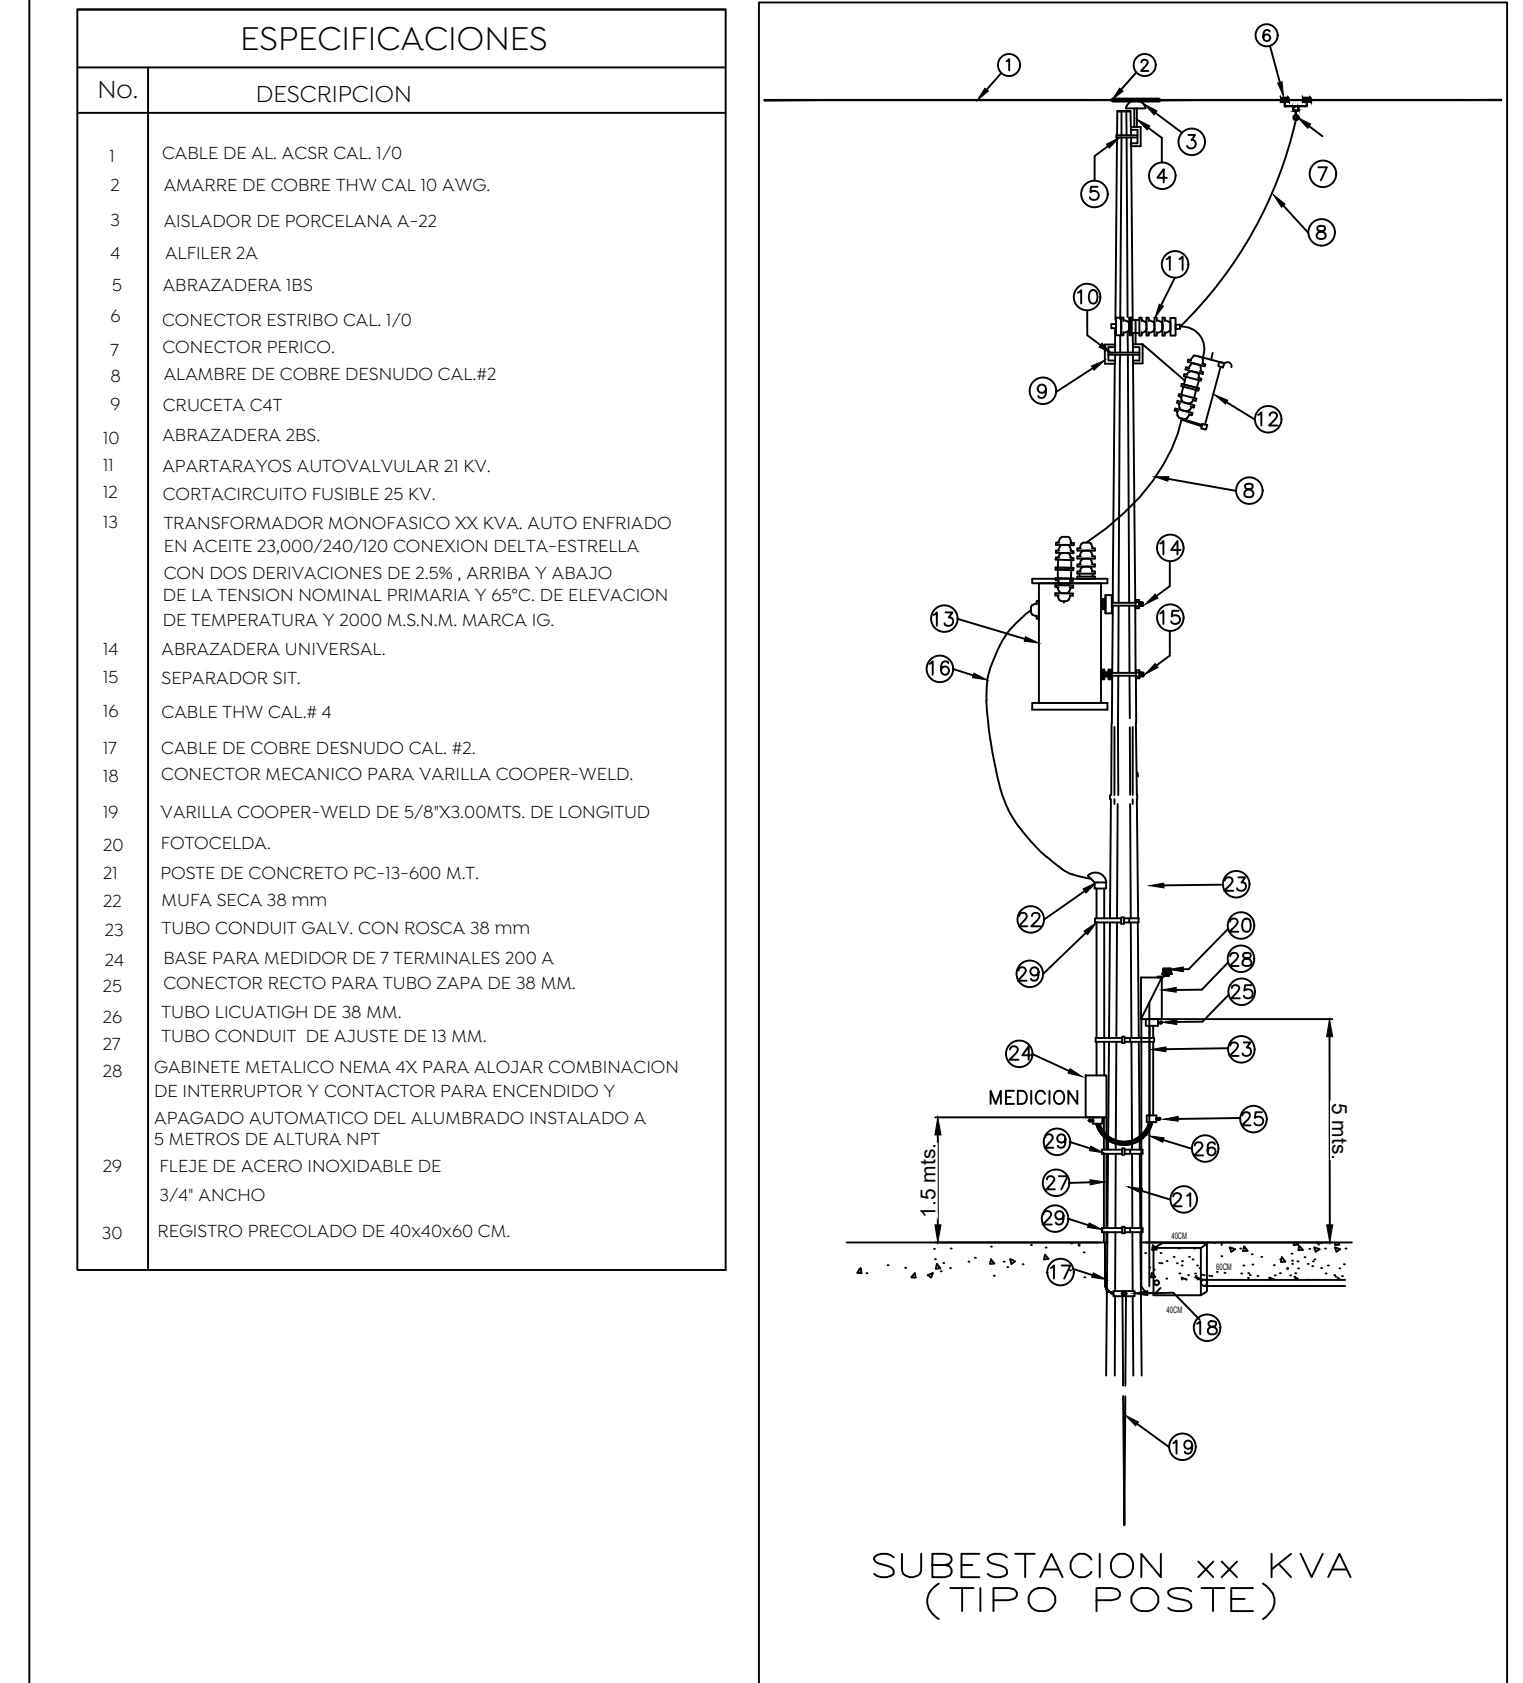 ESPECIFICACIONES
No. DESCRIPCION
1 CABLE DE AL. ACSR CAL. 1/0
2 AMARRE DE COBRE THW CAL 10 AWG.
3 AISLADOR DE PORCELANA A-22
4 ALFILER 2A
5 ABRAZADERA 1BS
6 CONECTOR ESTRIBO CAL. 1/0
7 CONECTOR PERICO.
8 ALAMBRE DE COBRE DESNUDO CAL.#2
9 CRUCETA C4T
10 ABRAZADERA 2BS.
11 APARTARAYOS AUTOVALVULAR 21 KV.
12 CORTACIRCUITO FUSIBLE 25 KV.
13 TRANSFORMADOR MONOFASICO XX KVA. AUTO ENFRIADO
EN ACEITE 23,000/240/120 CONEXION DELTA-ESTRELLA
CON DOS DERIVACIONES DE 2.5% , ARRIBA Y ABAJO
DE LA TENSION NOMINAL PRIMARIA Y 65°C. DE ELEVACION
DE TEMPERATURA Y 2000 M.S.N.M. MARCA IG.
14 ABRAZADERA UNIVERSAL.
15 SEPARADOR SIT.
16 CABLE THW CAL.# 4
17 CABLE DE COBRE DESNUDO CAL. #2.
18 CONECTOR MECANICO PARA VARILLA COOPER-WELD.
19 VARILLA COOPER-WELD DE 5/8"X3.00MTS. DE LONGITUD
20 FOTOCELDA.
21 POSTE DE CONCRETO PC-13-600 M.T.
22 MUFA SECA 38 mm
23 TUBO CONDUIT GALV. CON ROSCA 38 mm
24 BASE PARA MEDIDOR DE 7 TERMINALES 200 A
25 CONECTOR RECTO PARA TUBO ZAPA DE 38 MM.
26 TUBO LICUATIGH DE 38 MM.
27 TUBO CONDUIT DE AJUSTE DE 13 MM.
28 GABINETE METALICO NEMA 4X PARA ALOJAR COMBINACION
DE INTERRUPTOR Y CONTACTOR PARA ENCENDIDO Y
APAGADO AUTOMATICO DEL ALUMBRADO INSTALADO A
5 METROS DE ALTURA NPT
29 FLEJE DE ACERO INOXIDABLE DE
3/4" ANCHO
30 REGISTRO PRECOLADO DE 40x40x60 CM.
6
1
2
3
4
5
7
8
11
10
9
12
8
14
13
15
16
23
22
20
28
29
25
24
23
MEDICION
25
5 mts.
1.5 mts.
29
26
27
21
29
40CM
60CM
17
40CM
18
19
SUBESTACION xx KVA
(TIPO POSTE)